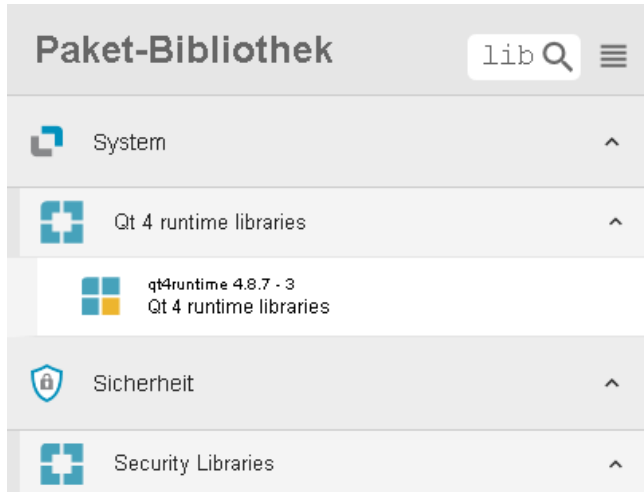 Paket-Bibliothek
lib
System
Qt 4 runtime libraries
qt4runtime 4.8.7 - 3
Qt 4 runtime libraries
Sicherheit
Security Libraries